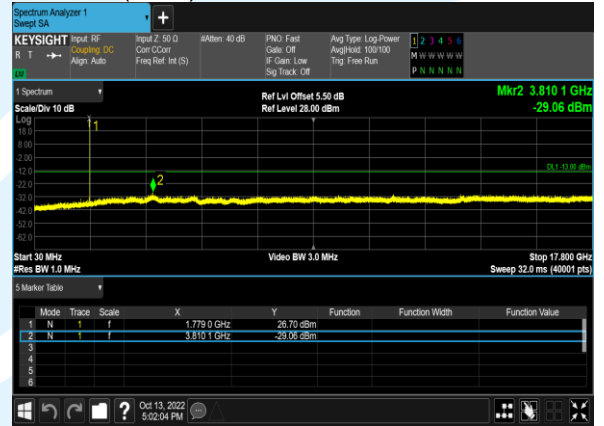 Spectrum Analyzer 1
Swept SA
+
KEYSIGHT Input: RF Input Z: 50 Ω #Atten: 40 dB PNO: Fast Avg Type: Log-Power 1 2 3 4 5 6
R T Coupling: DC Corr CCorr Gate: Off Avg|Hold: 100/100 M W W W W W
Align: Auto Freq Ref: Int (S) IF Gain: Low Trig: Free Run P N N N N N
LXI Sig Track: Off
1 Spectrum Ref Lvl Offset 5.50 dB Mkr2 3.810 1 GHz
Scale/Div 10 dB Ref Level 28.00 dBm -29.06 dBm
Log
1
18.0
8.00
-2.00
-12.0 DL1 -13.00 dBm
-22.0 2
-32.0
-42.0
-52.0
-62.0
Start 30 MHz Video BW 3.0 MHz Stop 17.800 GHz
#Res BW 1.0 MHz Sweep 32.0 ms (40001 pts)
5 Marker Table
Mode Trace Scale X Y Function Function Width Function Value
1 N 1 f 1.779 0 GHz 26.70 dBm
2 N 1 f 3.810 1 GHz -29.06 dBm
3
4
5
6
? Oct 13, 2022
5:02:04 PM